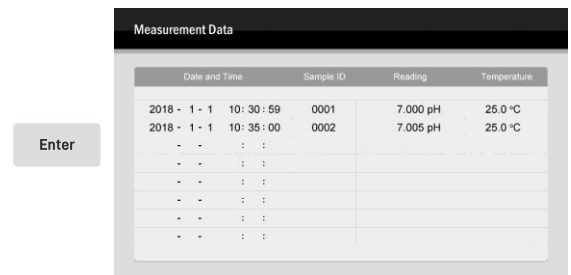 Measurement Data
Date and Time Sample ID Reading Temperature
2018 - 1 - 1 10: 30 : 59 0001 7.000 pH 25.0 °C
2018 - 1 - 1 10: 35 : 00 0002 7.005 pH 25.0 °C
- - : :
Enter
- - : :
- - : :
- - : :
- - : :
- - : :